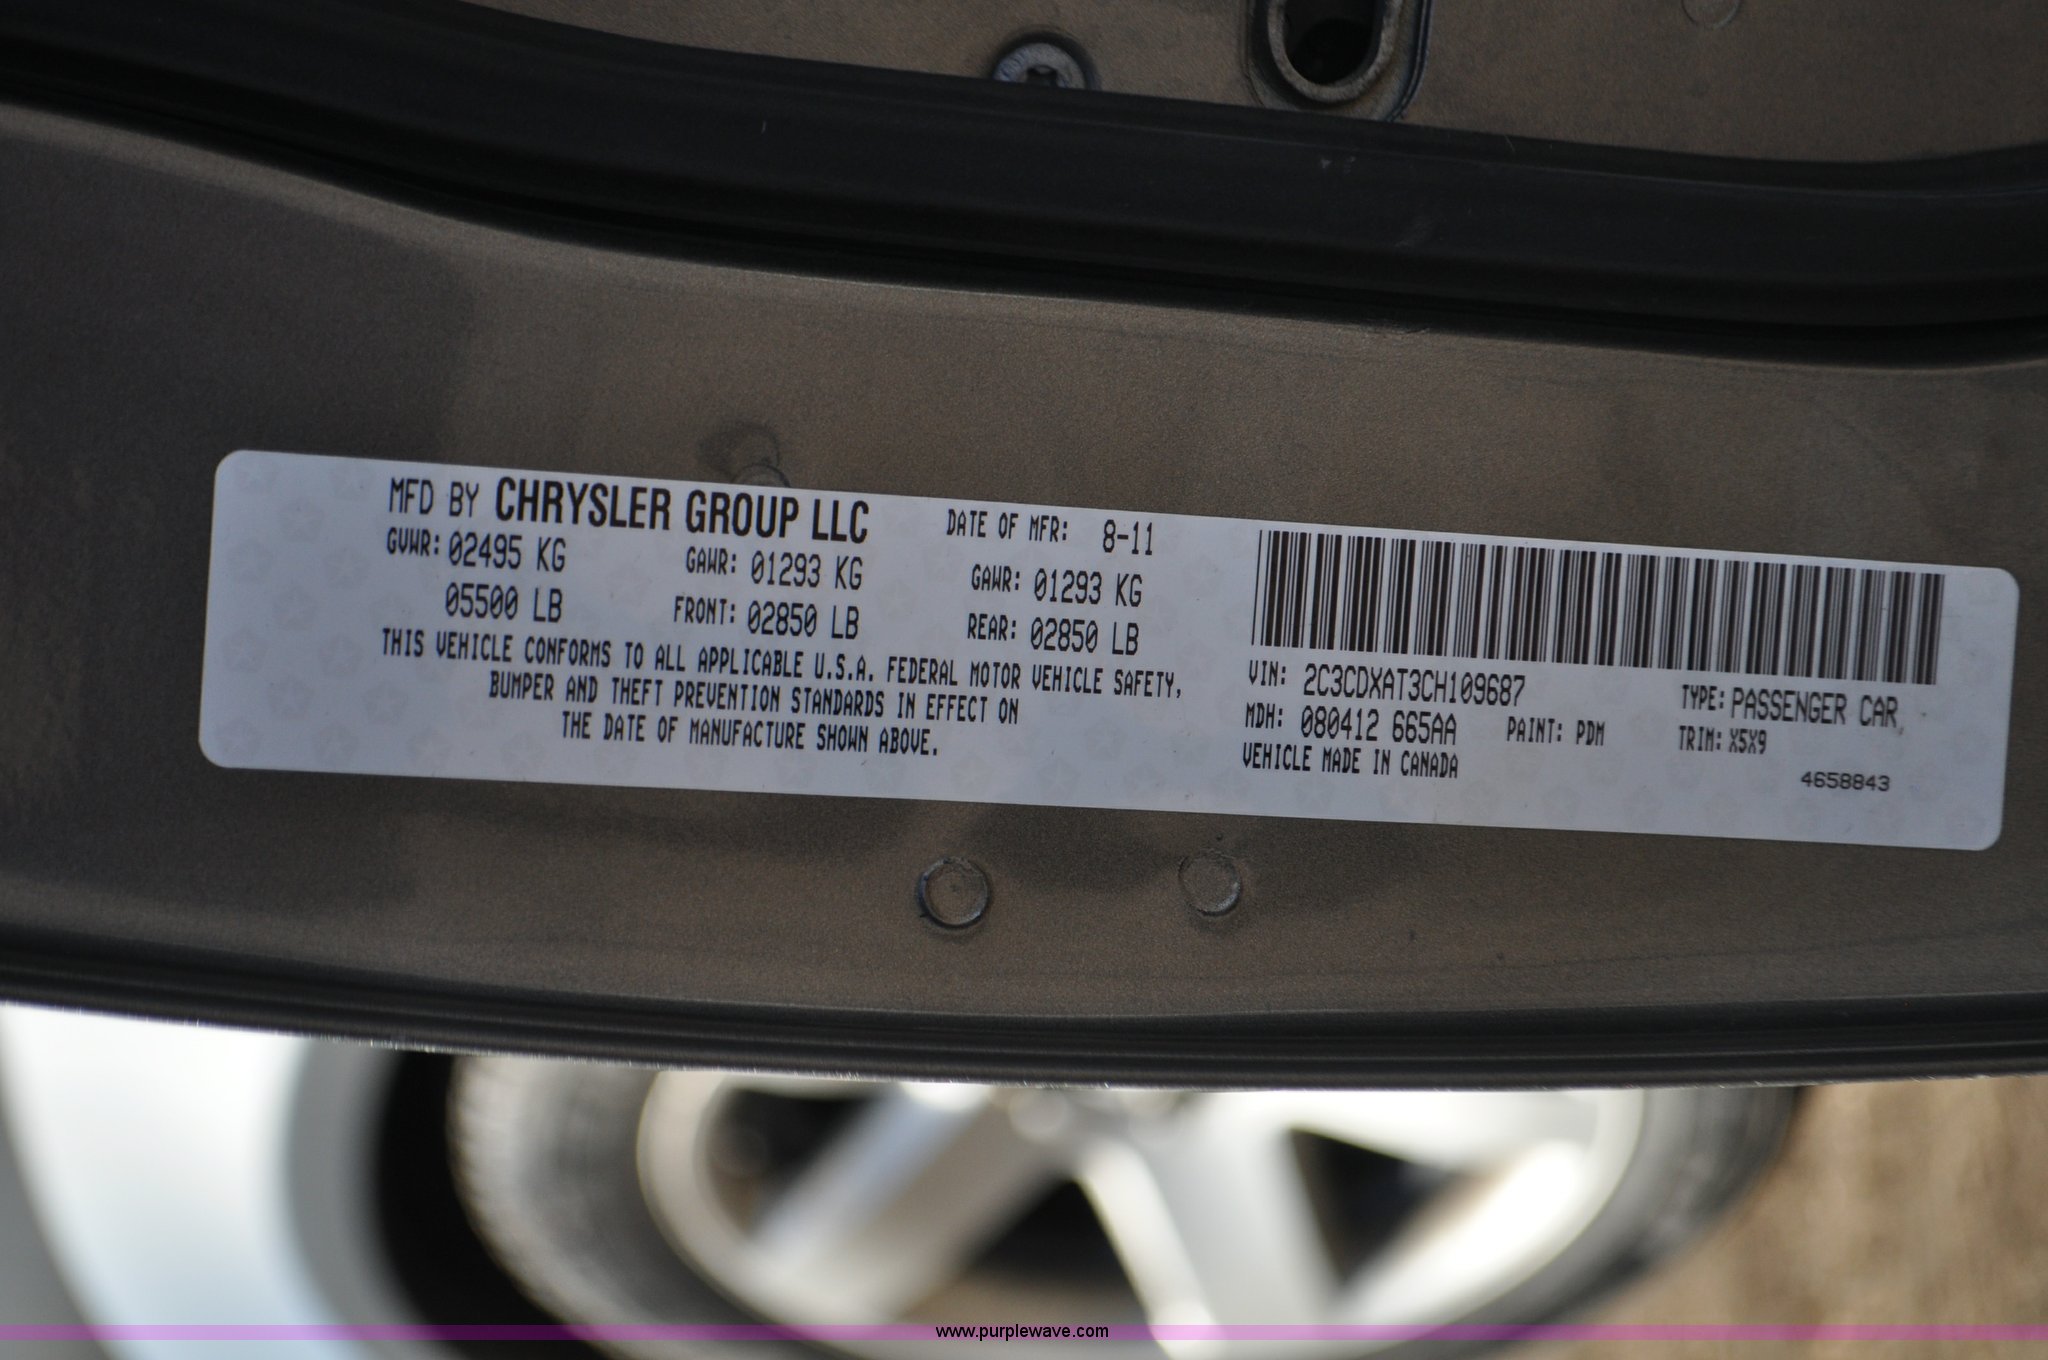 MFD BY CHRYSLER GROUP LLC DATE OF MFR: 8-11
GVWR: 02495 KG GAWR: 01293 KG GAWR: 01293 KG
05500 LB FRONT: 02850 LB REAR: 02850 LB
THIS VEHICLE CONFORMS TO ALL APPLICABLE U.S.A. FEDERAL MOTOR VEHICLE SAFETY,
BUMPER AND THEFT PREVENTION STANDARDS IN EFFECT ON
THE DATE OF MANUFACTURE SHOWN ABOVE.
VIN: 2C3CDXAT3CH109687 TYPE: PASSENGER CAR
MDH: 080412 665AA PAINT: PDM TRIM: X5X9
VEHICLE MADE IN CANADA 4658843
www.purplewave.com